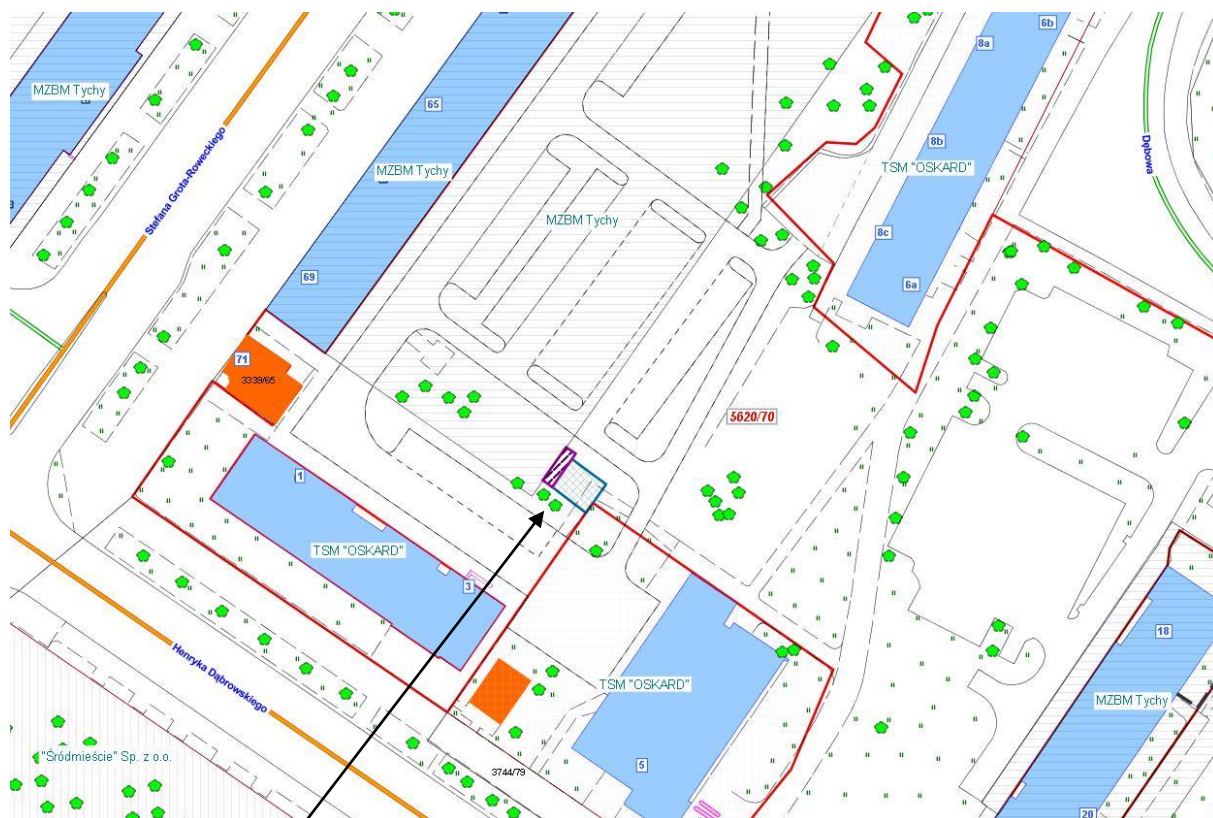 6b
8a
MZBM Tychy
65
Stefana Grota-Roweckiego
8b
TSM "OSKARD"
Dębowa
MZBM Tychy
MZBM Tychy
8c
69
6a
71
3339/65
5620/70
1
TSM "OSKARD"
3
18
Henryka Dąbrowskiego
TSM "OSKARD"
MZBM Tychy
"Śródmieście" Sp. z o.o.
5
3744/79
20